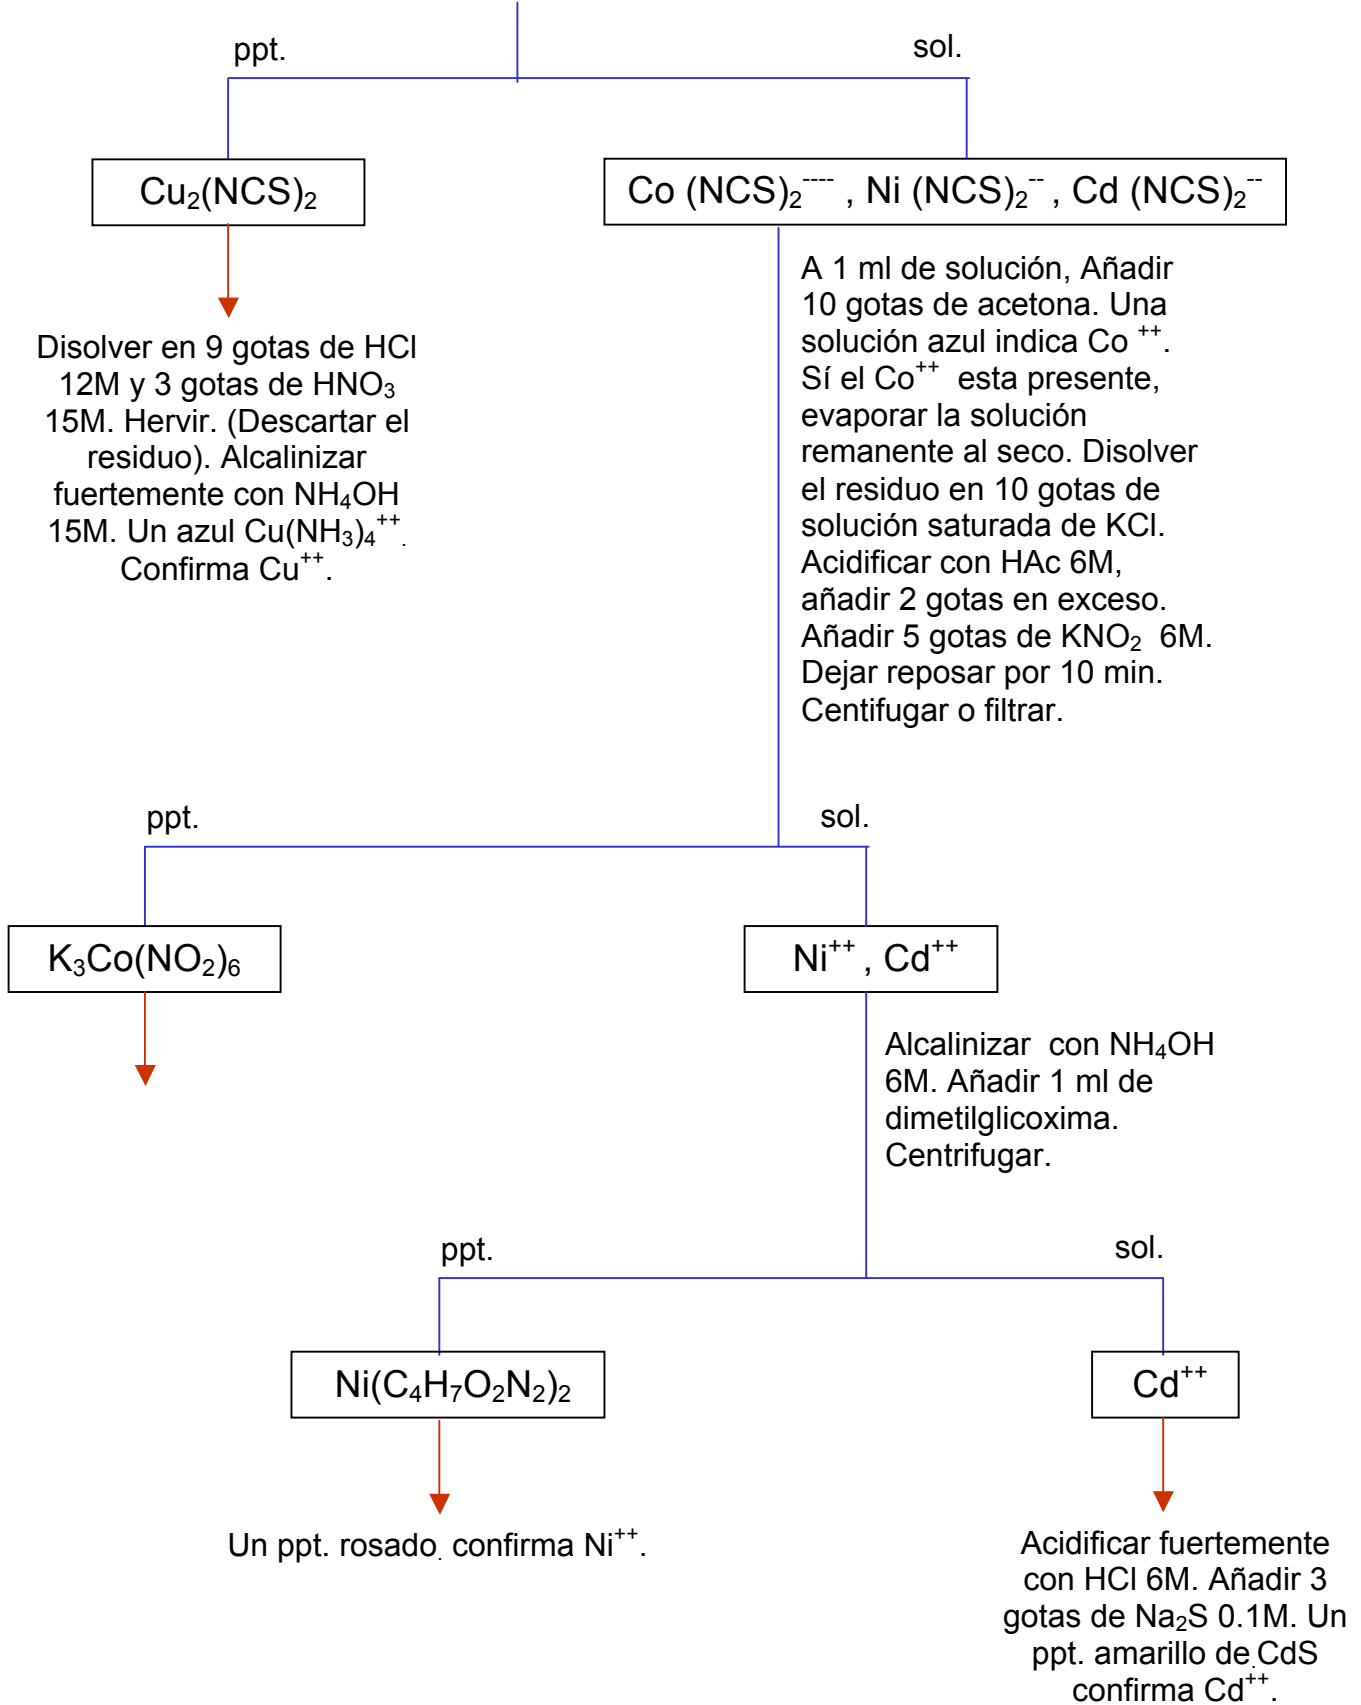 ppt.
sol.
Cu₂(NCS)₂
Co (NCS)₂⁻⁻⁻⁻ , Ni (NCS)₂⁻⁻ , Cd (NCS)₂⁻⁻
Disolver en 9 gotas de HCl
12M y 3 gotas de HNO₃
15M. Hervir. (Descartar el
residuo). Alcalinizar
fuertemente con NH₄OH
15M. Un azul Cu(NH₃)₄⁺⁺.
Confirma Cu⁺⁺.
A 1 ml de solución, Añadir
10 gotas de acetona. Una
solución azul indica Co ⁺⁺.
Sí el Co⁺⁺ esta presente,
evaporar la solución
remanente al seco. Disolver
el residuo en 10 gotas de
solución saturada de KCl.
Acidificar con HAc 6M,
añadir 2 gotas en exceso.
Añadir 5 gotas de KNO₂ 6M.
Dejar reposar por 10 min.
Centifugar o filtrar.
ppt.
sol.
K₃Co(NO₂)₆
Ni⁺⁺ , Cd⁺⁺
Alcalinizar con NH₄OH
6M. Añadir 1 ml de
dimetilglicoxima.
Centrifugar.
ppt.
sol.
Ni(C₄H₇O₂N₂)₂
Cd⁺⁺
Un ppt. rosado. confirma Ni⁺⁺.
Acidificar fuertemente
con HCl 6M. Añadir 3
gotas de Na₂S 0.1M. Un
ppt. amarillo de.CdS
confirma Cd⁺⁺.